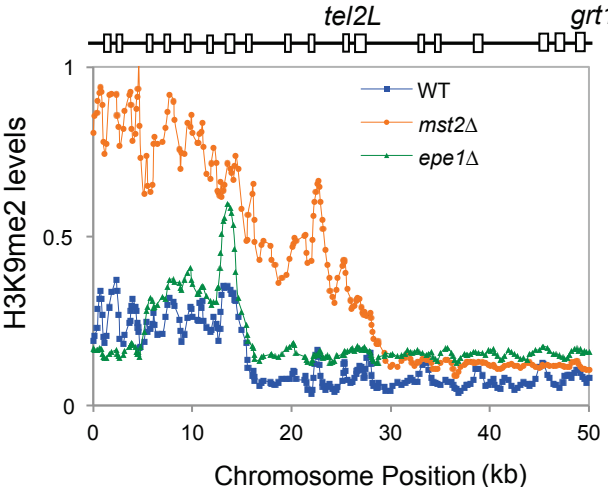 tel2L grt1
1
WT
mst2Δ
epe1Δ
0.5
0
H3K9me2 levels
0 10 20 30 40 50
Chromosome Position (kb)